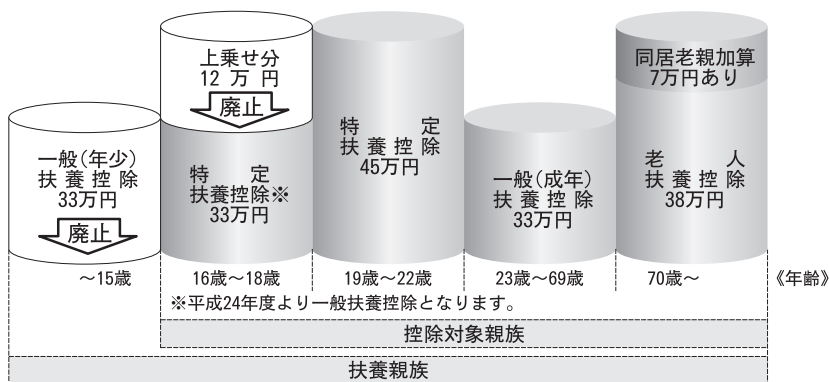 一般（年少）
扶養控除
33万円
廃止
上乗せ分
12万円
廃止
特定
扶養控除※
33万円
特定
扶養控除
45万円
一般（成年）
扶養控除
33万円
同居老親加算
7万円あり
老人
扶養控除
38万円
～15歳 16歳～18歳 19歳～22歳 23歳～69歳 70歳～ 《年齢》
※平成24年度より一般扶養控除となります。
控除対象親族
扶養親族